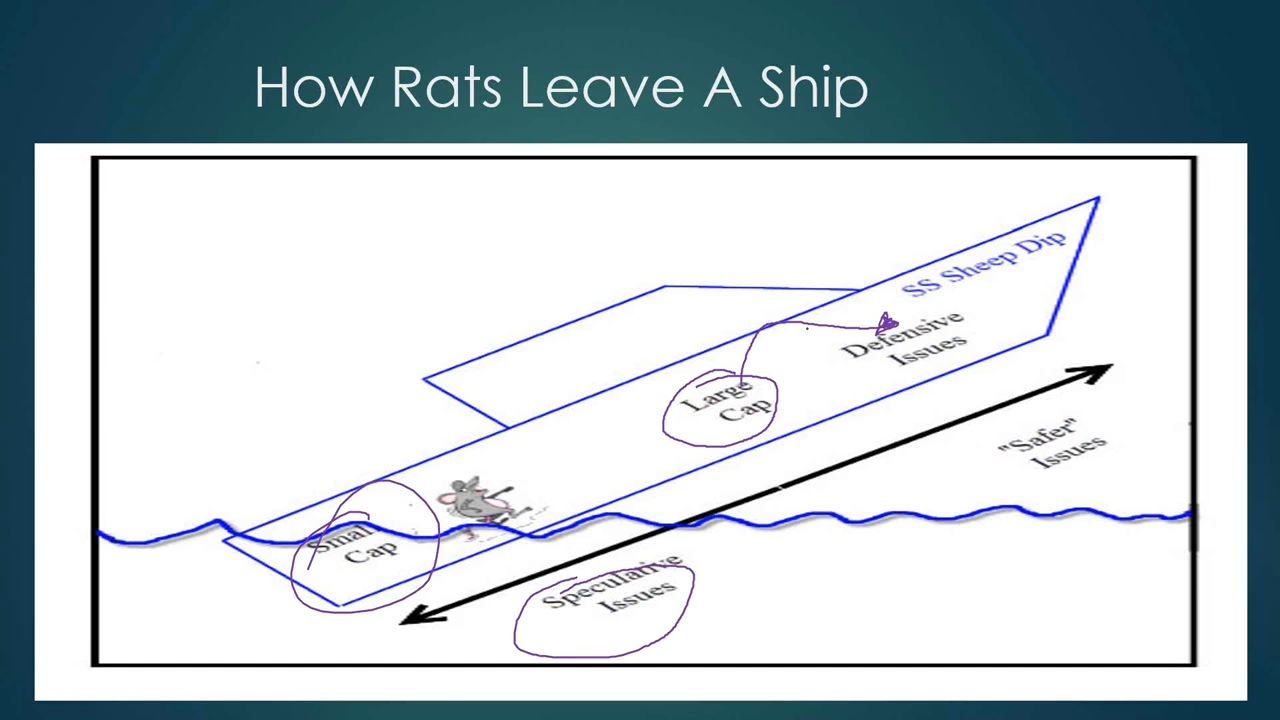 How Rats Leave A Ship
SS Sheep Dip
Defensive
Issues
Large
Cap
"Safer"
Issues
Small
Cap
Speculative
Issues